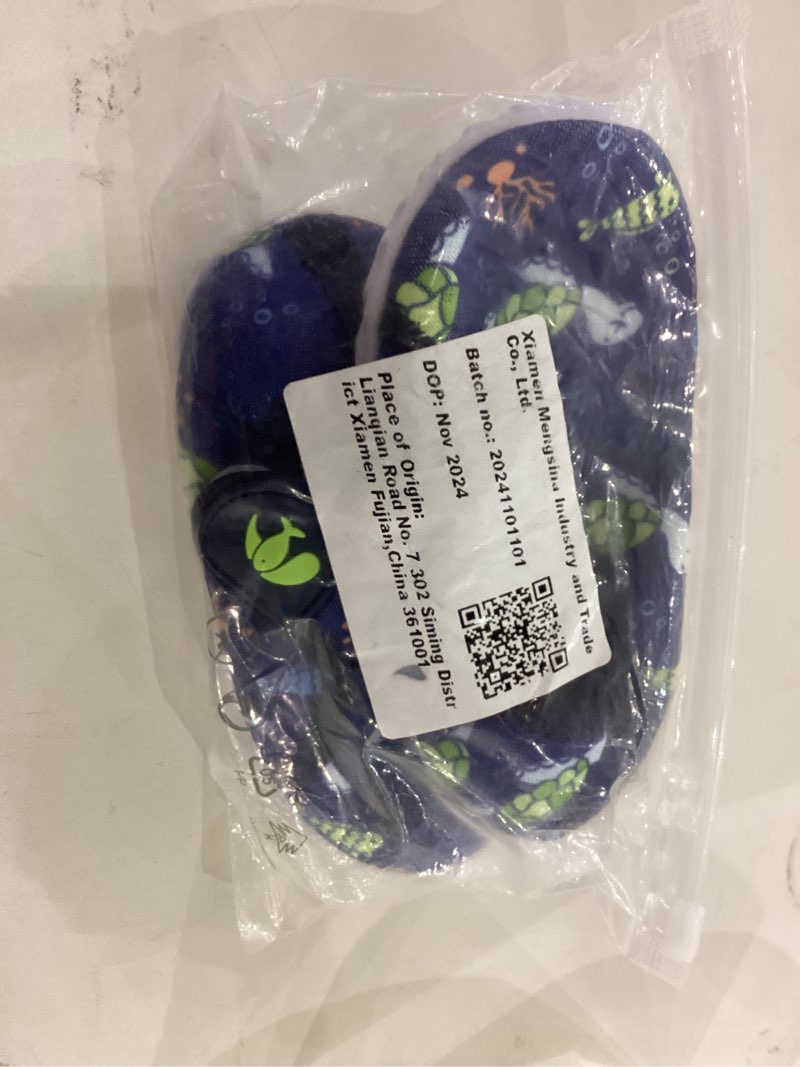 Xiamen Mengsina Industry and Trade
Co., Ltd.
Batch no.: 20241101101
DOP: Nov 2024
Place of Origin:
Lianqian Road No. 7 302 Siming Distr
ict Xiamen Fujian,China 361001